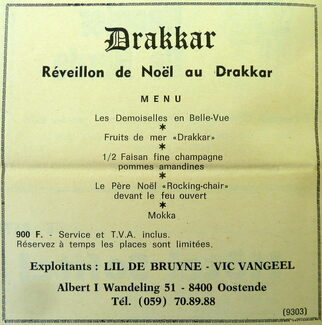 Drakkar
Réveillon de Noël au Drakkar
MENU
Les Demoiselles en Belle-Vue
*
Fruits de mer «Drakkar»
*
1/2 Faisan fine champagne
pommes amandines
*
Le Père Noël «Rocking-chair»
devant le feu ouvert
*
Mokka
900 F. - Service et T.V.A. inclus.
Réservez à temps les places sont limitées.
Exploitants : LIL DE BRUYNE - VIC VANGEEL
Albert I Wandeling 51 - 8400 Oostende
Tél. (059) 70.89.88
(9303)